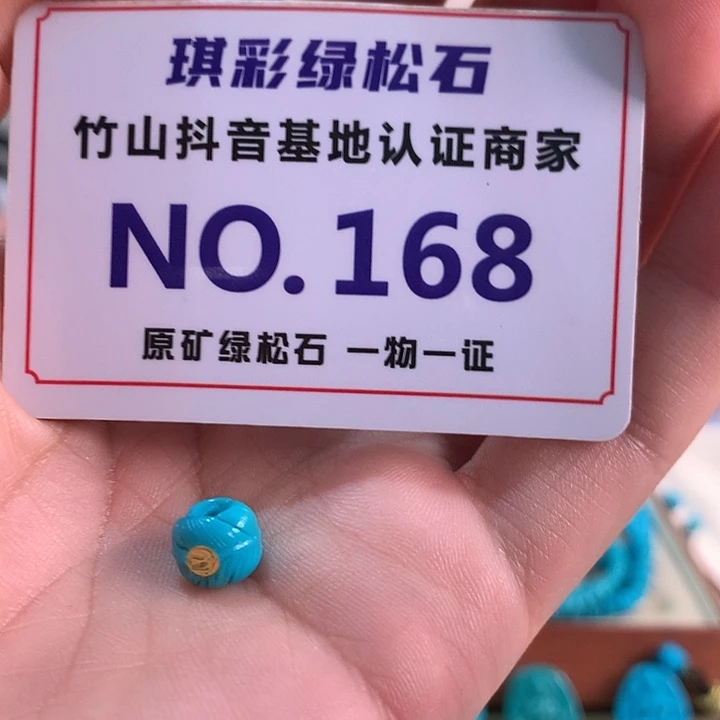 琪彩绿松石
竹山抖音基地认证商家
NO.168
原矿绿松石 一物一证